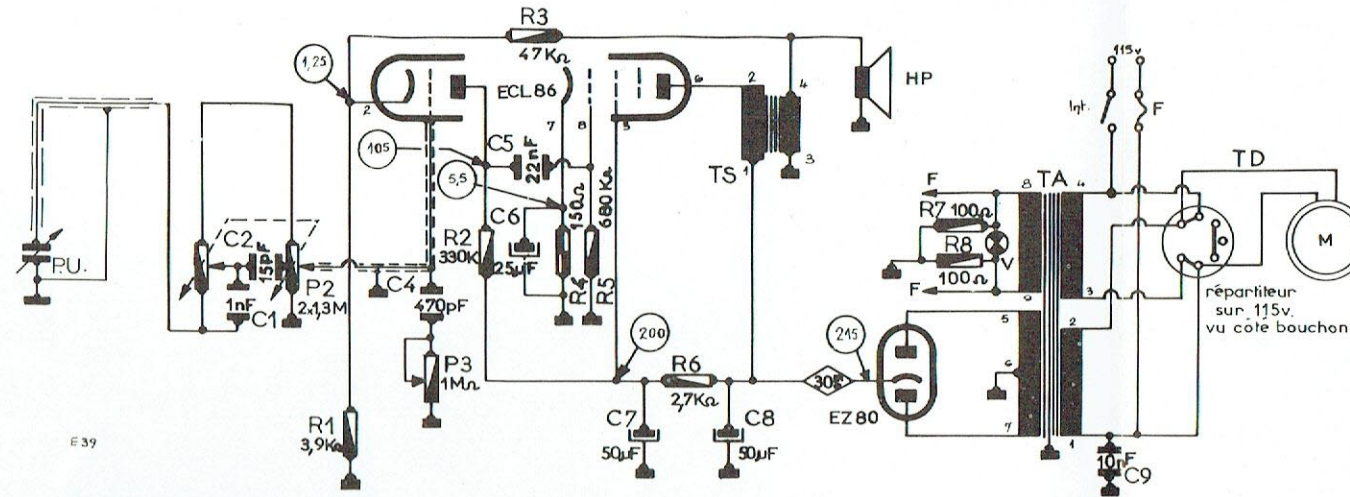 R3
47KΩ
1,25
2
ECL86
7
8
3
6
2
4
HP
115v
Int.
F
105
C5
22nF
5,5
TS
1
3
F
8
TA
4
TD
R7
100Ω
R8
100Ω
V
F
9
3
M
P.U.
C2
15pF
P2
2x1,3M
1nF
C1
C4
470pF
R2
330K
C6
25µF
150Ω
R4
680KΩ
R5
P3
1MΩ
200
R6
2,7KΩ
215
EZ80
5
6
7
2
1
répartiteur
sur 115v.
vu côté bouchon
R1
3,9KΩ
C7
50µF
C8
50µF
10nF
C9
E39